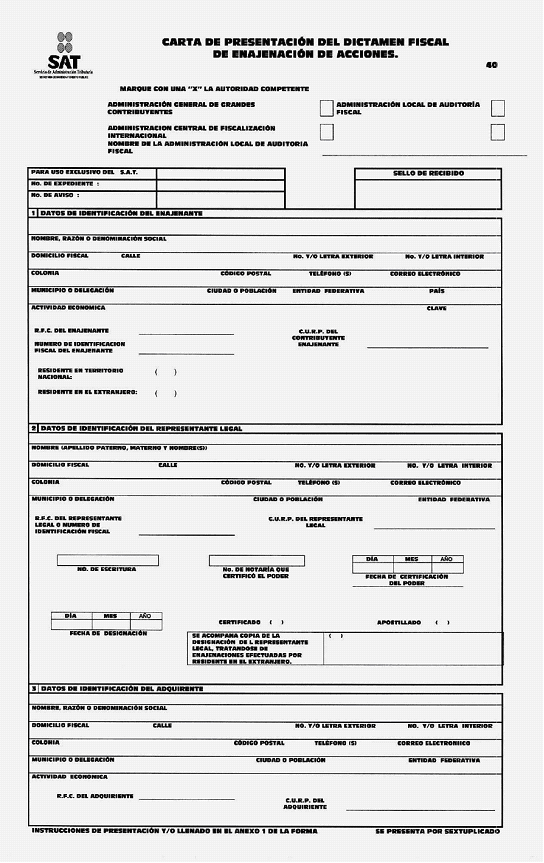 SAT
Servicio de Administración Tributaria
CARTA DE PRESENTACIÓN DEL DICTAMEN FISCAL
DE ENAJENACIÓN DE ACCIONES.
40
MARQUE CON UNA "X" LA AUTORIDAD COMPETENTE
ADMINISTRACIÓN GENERAL DE GRANDES
CONTRIBUYENTES
ADMINISTRACIÓN LOCAL DE AUDITORÍA
FISCAL
ADMINISTRACION CENTRAL DE FISCALIZACIÓN
INTERNACIONAL
NOMBRE DE LA ADMINISTRACIÓN LOCAL DE AUDITORIA
FISCAL
PARA USO EXCLUSIVO DEL S.A.T.
No. DE EXPEDIENTE :
No. DE AVISO :
SELLO DE RECIBIDO
1 DATOS DE IDENTIFICACIÓN DEL ENAJENANTE
NOMBRE, RAZÓN O DENOMINACIÓN SOCIAL
DOMICILIO FISCAL CALLE No. Y/O LETRA EXTERIOR No. Y/O LETRA INTERIOR
COLONIA CÓDIGO POSTAL TELÉFONO (S) CORREO ELECTRÓNICO
MUNICIPIO O DELEGACIÓN CIUDAD O POBLACIÓN ENTIDAD FEDERATIVA PAÍS
ACTIVIDAD ECONOMICA CLAVE
R.F.C. DEL ENAJENANTE
C.U.R.P. DEL
CONTRIBUYENTE
ENAJENANTE
NUMERO DE IDENTIFICACION
FISCAL DEL ENAJENANTE
RESIDENTE EN TERRITORIO
NACIONAL: ( )
RESIDENTE EN EL EXTRANJERO: ( )
2 DATOS DE IDENTIFICACIÓN DEL REPRESENTANTE LEGAL
NOMBRE (APELLIDO PATERNO, MATERNO Y NOMBRE(S))
DOMICILIO FISCAL CALLE NO. Y/O LETRA EXTERIOR NO. Y/O LETRA INTERIOR
COLONIA CÓDIGO POSTAL TELÉFONO (S) CORREO ELECTRÓNICO
MUNICIPIO O DELEGACIÓN CIUDAD O POBLACIÓN ENTIDAD FEDERATIVA
R.F.C. DEL REPRESENTANTE
LEGAL O NUMERO DE
IDENTIFICACIÓN FISCAL
C.U.R.P. DEL REPRESENTANTE
LEGAL
NO. DE ESCRITURA
No. DE NOTARÍA QUE
CERTIFICÓ EL PODER
DÍA MES AÑO
FECHA DE CERTIFICACIÓN
DEL PODER
DÍA MES AÑO
FECHA DE DESIGNACIÓN
CERTIFICADO ( ) APOSTILLADO ( )
SE ACOMPAÑA COPIA DE LA
DESIGNACIÓN DE L REPRESENTANTE
LEGAL, TRATANDOSE DE
ENAJENACIONES EFECTUADAS POR
RESIDENTE EN EL EXTRANJERO.
( )
3 DATOS DE IDENTIFICACIÓN DEL ADQUIRENTE
NOMBRE, RAZÓN O DENOMINACIÓN SOCIAL
DOMICILIO FISCAL CALLE NO. Y/O LETRA EXTERIOR NO. Y/O LETRA INTERIOR
COLONIA CÓDIGO POSTAL TELÉFONO (S) CORREO ELECTRONIICO
MUNICIPIO O DELEGACIÓN CIUDAD O POBLACIÓN ENTIDAD FEDERATIVA
ACTIVIDAD ECONÓNICA
R.F.C. DEL ADQUIRIENTE
C.U.R.P. DEL
ADQUIRIENTE
INSTRUCCIONES DE PRESENTACIÓN Y/O LLENADO EN EL ANEXO 1 DE LA FORMA SE PRESENTA POR SEXTUPLICADO